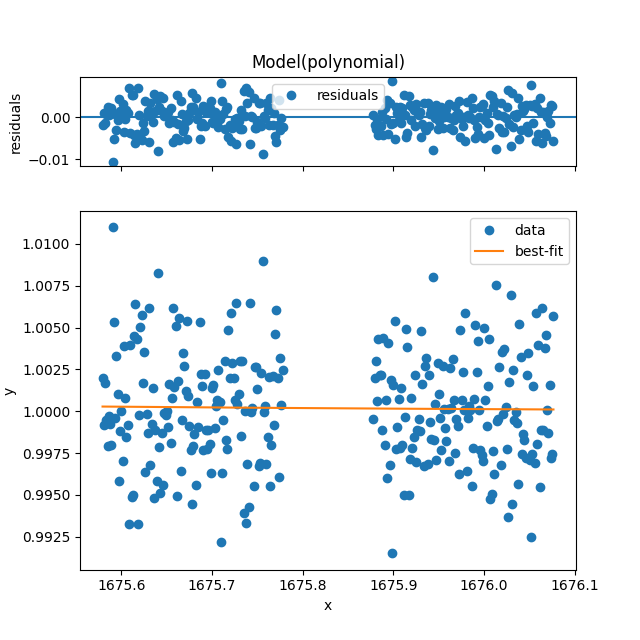 Model(polynomial)
residuals
0.00
−0.01
residuals
1.0100
1.0075
1.0050
1.0025
1.0000
0.9975
0.9950
0.9925
y
data
best-fit
1675.6
1675.7
1675.8
1675.9
1676.0
1676.1
x